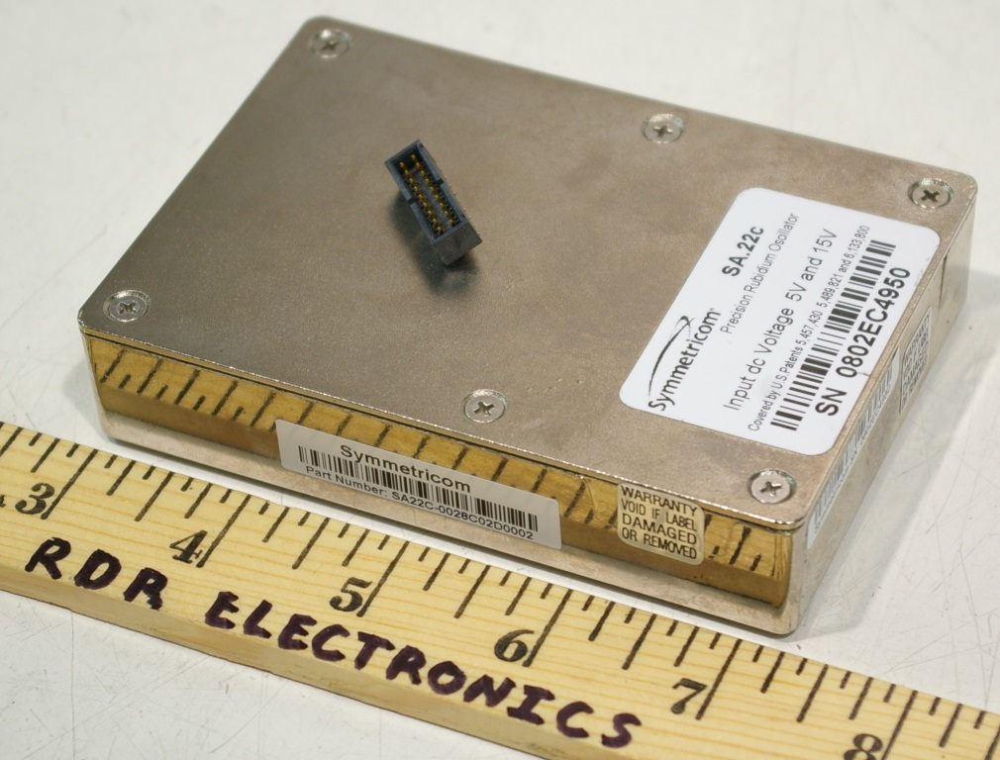 Symmetricom
SA.22c
Precision Rubidium Oscillator
Input dc Voltage 5V and 15V
Covered by U.S. Patents 5,457,430 5,489,821 and 6,133,800
SN 0802EC4950
Symmetricom
Part Number: SA22C-0028C02D0002
WARRANTY
VOID IF LABEL
DAMAGED
OR REMOVED
3
4
5
6
7
8
RDR ELECTRONICS